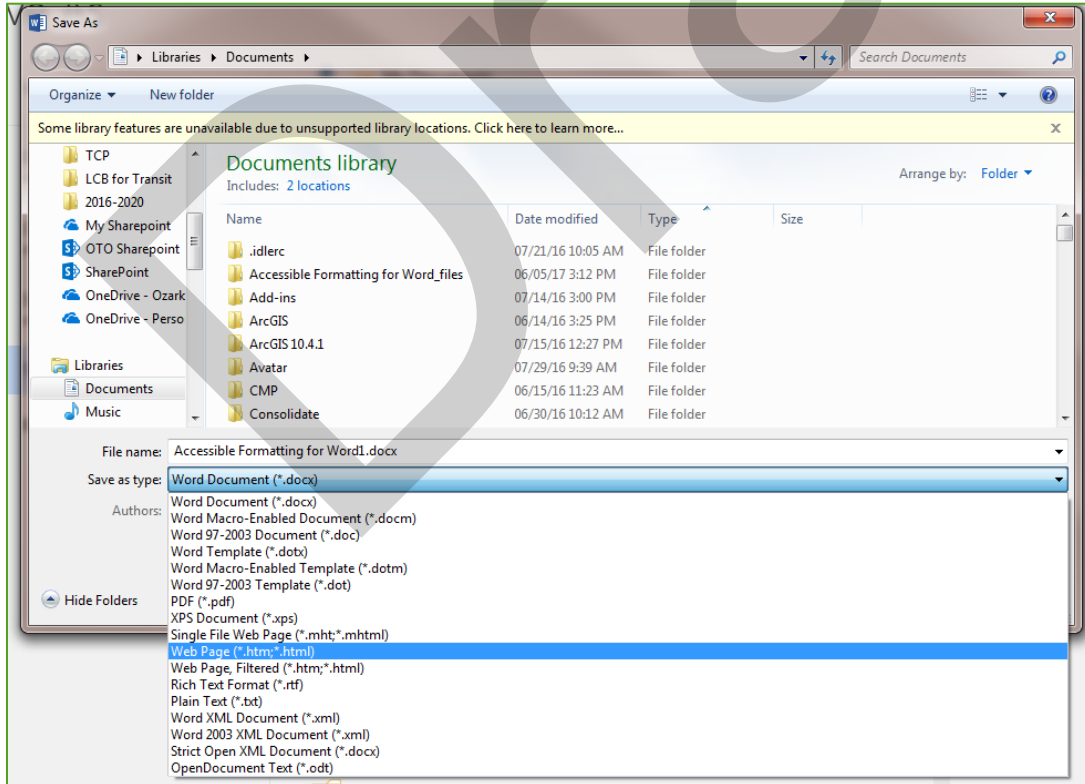 Save As
Libraries Documents Search Documents
Organize New folder
Some library features are unavailable due to unsupported library locations. Click here to learn more...
TCP
LCB for Transit
2016-2020
My Sharepoint
OTO Sharepoint
SharePoint
OneDrive - Ozark
OneDrive - Perso
Libraries
Documents
Music
Documents library
Includes: 2 locations
Arrange by: Folder
Name Date modified Type Size
.idlerc 07/21/16 10:05 AM File folder
Accessible Formatting for Word_files 06/05/17 3:12 PM File folder
Add-ins 07/14/16 3:00 PM File folder
ArcGIS 06/14/16 3:25 PM File folder
ArcGIS 10.4.1 07/15/16 12:27 PM File folder
Avatar 07/29/16 9:39 AM File folder
CMP 06/15/16 11:23 AM File folder
Consolidate 06/30/16 10:12 AM File folder
File name: Accessible Formatting for Word1.docx
Save as type: Word Document (*.docx)
Authors:
Word Document (*.docx)
Word Macro-Enabled Document (*.docm)
Word 97-2003 Document (*.doc)
Word Template (*.dotx)
Word Macro-Enabled Template (*.dotm)
Word 97-2003 Template (*.dot)
PDF (*.pdf)
XPS Document (*.xps)
Single File Web Page (*.mht;*.mhtml)
Web Page (*.htm;*.html)
Web Page, Filtered (*.htm;*.html)
Rich Text Format (*.rtf)
Plain Text (*.txt)
Word XML Document (*.xml)
Word 2003 XML Document (*.xml)
Strict Open XML Document (*.docx)
OpenDocument Text (*.odt)
Hide Folders